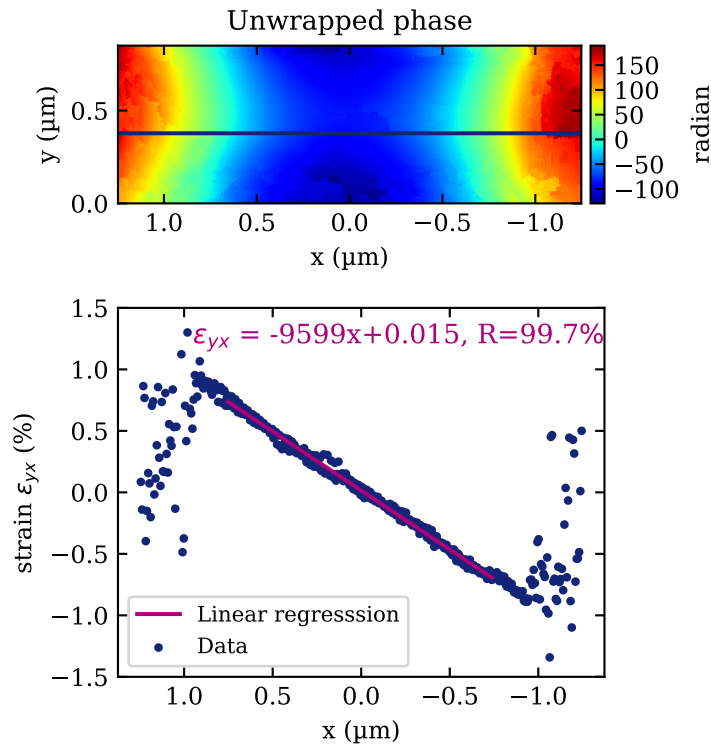 Unwrapped phase
0.5
0.0
y (µm)
1.0 0.5 0.0 −0.5 −1.0
x (µm)
150
100
50
0
−50
−100
radian
1.5
1.0
0.5
0.0
−0.5
−1.0
−1.5
strain ε_yx (%)
ε_yx = -9599x+0.015, R=99.7%
Linear regresssion
Data
1.0 0.5 0.0 −0.5 −1.0
x (µm)